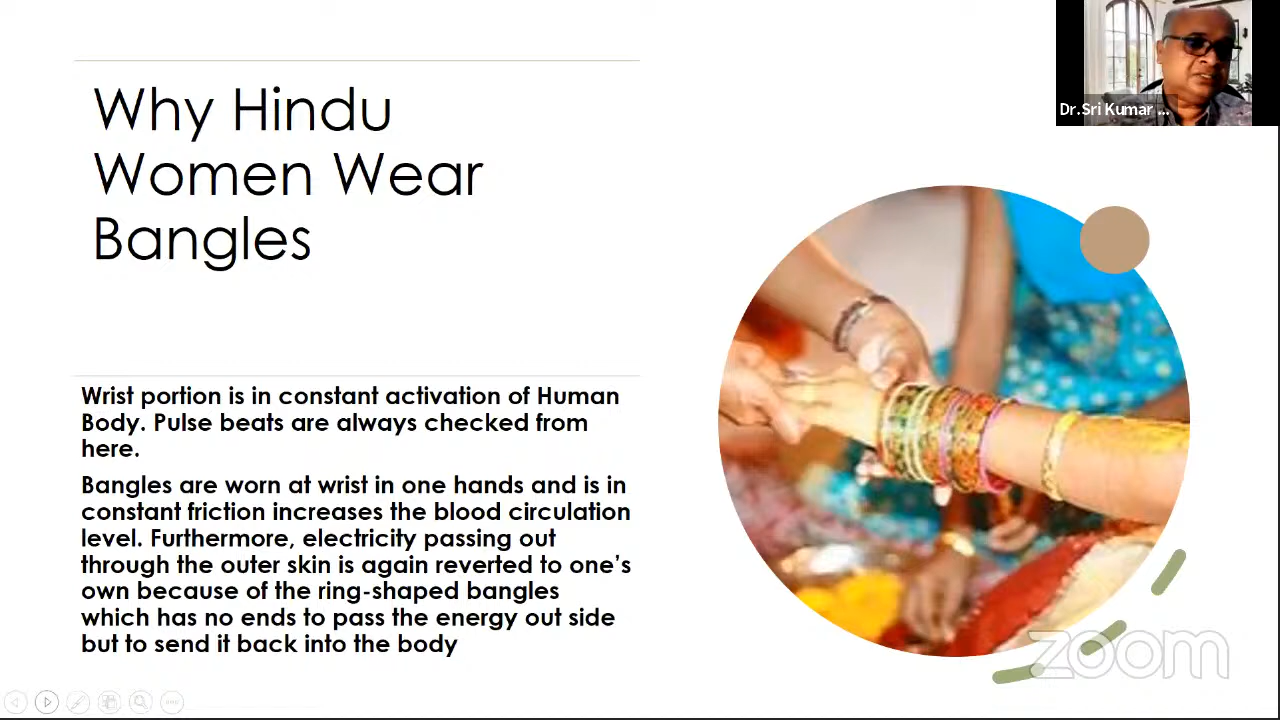 Why Hindu
Women Wear
Bangles
Wrist portion is in constant activation of Human
Body. Pulse beats are always checked from
here.
Bangles are worn at wrist in one hands and is in
constant friction increases the blood circulation
level. Furthermore, electricity passing out
through the outer skin is again reverted to one’s
own because of the ring-shaped bangles
which has no ends to pass the energy out side
but to send it back into the body
Dr.Sri Kumar ...
zoom